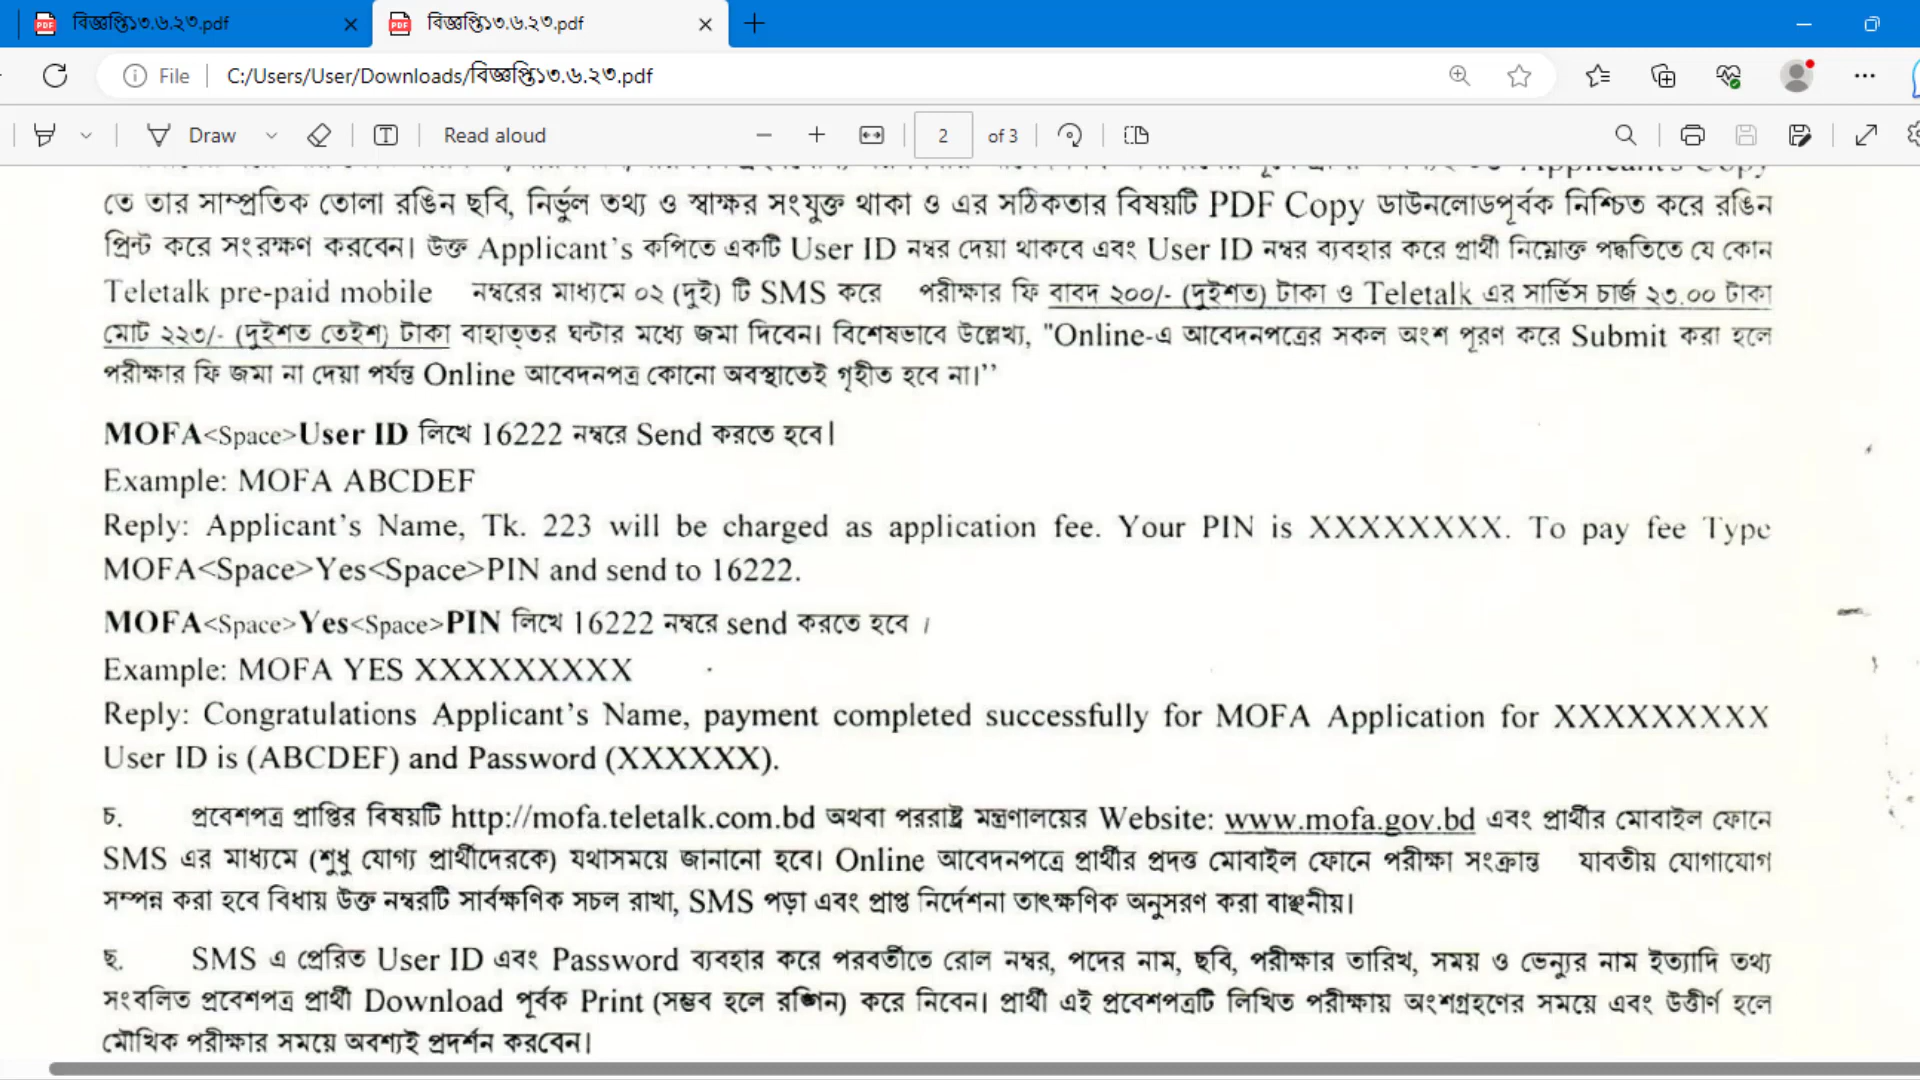 বিজ্ঞপ্তি১৩.৬.২৩.pdf
বিজ্ঞপ্তি১৩.৬.২৩.pdf
File
C:/Users/User/Downloads/বিজ্ঞপ্তি১৩.৬.২৩.pdf
Draw
Read aloud
2 of 3
Applicant's Copy
তে তার সাম্প্রতিক তোলা রঙিন ছবি, নির্ভুল তথ্য ও স্বাক্ষর সংযুক্ত থাকা ও এর সঠিকতার বিষয়টি PDF Copy ডাউনলোডপূর্বক নিশ্চিত করে রঙিন
প্রিন্ট করে সংরক্ষণ করবেন। উক্ত Applicant's কপিতে একটি User ID নম্বর দেয়া থাকবে এবং User ID নম্বর ব্যবহার করে প্রার্থী নিম্নোক্ত পদ্ধতিতে যে কোন
Teletalk pre-paid mobile নম্বরের মাধ্যমে ০২ (দুই) টি SMS করে পরীক্ষার ফি বাবদ ২০০/- (দুইশত) টাকা ও Teletalk এর সার্ভিস চার্জ ২৩.০০ টাকা
মোট ২২৩/- (দুইশত তেইশ) টাকা বাহাত্তর ঘন্টার মধ্যে জমা দিবেন। বিশেষভাবে উল্লেখ্য, "Online-এ আবেদনপত্রের সকল অংশ পূরণ করে Submit করা হলে
পরীক্ষার ফি জমা না দেয়া পর্যন্ত Online আবেদনপত্র কোনো অবস্থাতেই গৃহীত হবে না।''
MOFA<Space>User ID লিখে 16222 নম্বরে Send করতে হবে।
Example: MOFA ABCDEF
Reply: Applicant's Name, Tk. 223 will be charged as application fee. Your PIN is XXXXXXXX. To pay fee Type
MOFA<Space>Yes<Space>PIN and send to 16222.
MOFA<Space>Yes<Space>PIN লিখে 16222 নম্বরে send করতে হবে ।
Example: MOFA YES XXXXXXXXX
Reply: Congratulations Applicant's Name, payment completed successfully for MOFA Application for XXXXXXXXX
User ID is (ABCDEF) and Password (XXXXXX).
চ. প্রবেশপত্র প্রাপ্তির বিষয়টি http://mofa.teletalk.com.bd অথবা পররাষ্ট্র মন্ত্রণালয়ের Website: www.mofa.gov.bd এবং প্রার্থীর মোবাইল ফোনে
SMS এর মাধ্যমে (শুধু যোগ্য প্রার্থীদেরকে) যথাসময়ে জানানো হবে। Online আবেদনপত্রে প্রার্থীর প্রদত্ত মোবাইল ফোনে পরীক্ষা সংক্রান্ত যাবতীয় যোগাযোগ
সম্পন্ন করা হবে বিধায় উক্ত নম্বরটি সার্বক্ষণিক সচল রাখা, SMS পড়া এবং প্রাপ্ত নির্দেশনা তাৎক্ষণিক অনুসরণ করা বাঞ্ছনীয়।
ছ. SMS এ প্রেরিত User ID এবং Password ব্যবহার করে পরবর্তীতে রোল নম্বর, পদের নাম, ছবি, পরীক্ষার তারিখ, সময় ও ভেন্যুর নাম ইত্যাদি তথ্য
সংবলিত প্রবেশপত্র প্রার্থী Download পূর্বক Print (সম্ভব হলে রঙ্গিন) করে নিবেন। প্রার্থী এই প্রবেশপত্রটি লিখিত পরীক্ষায় অংশগ্রহণের সময়ে এবং উত্তীর্ণ হলে
মৌখিক পরীক্ষার সময়ে অবশ্যই প্রদর্শন করবেন।